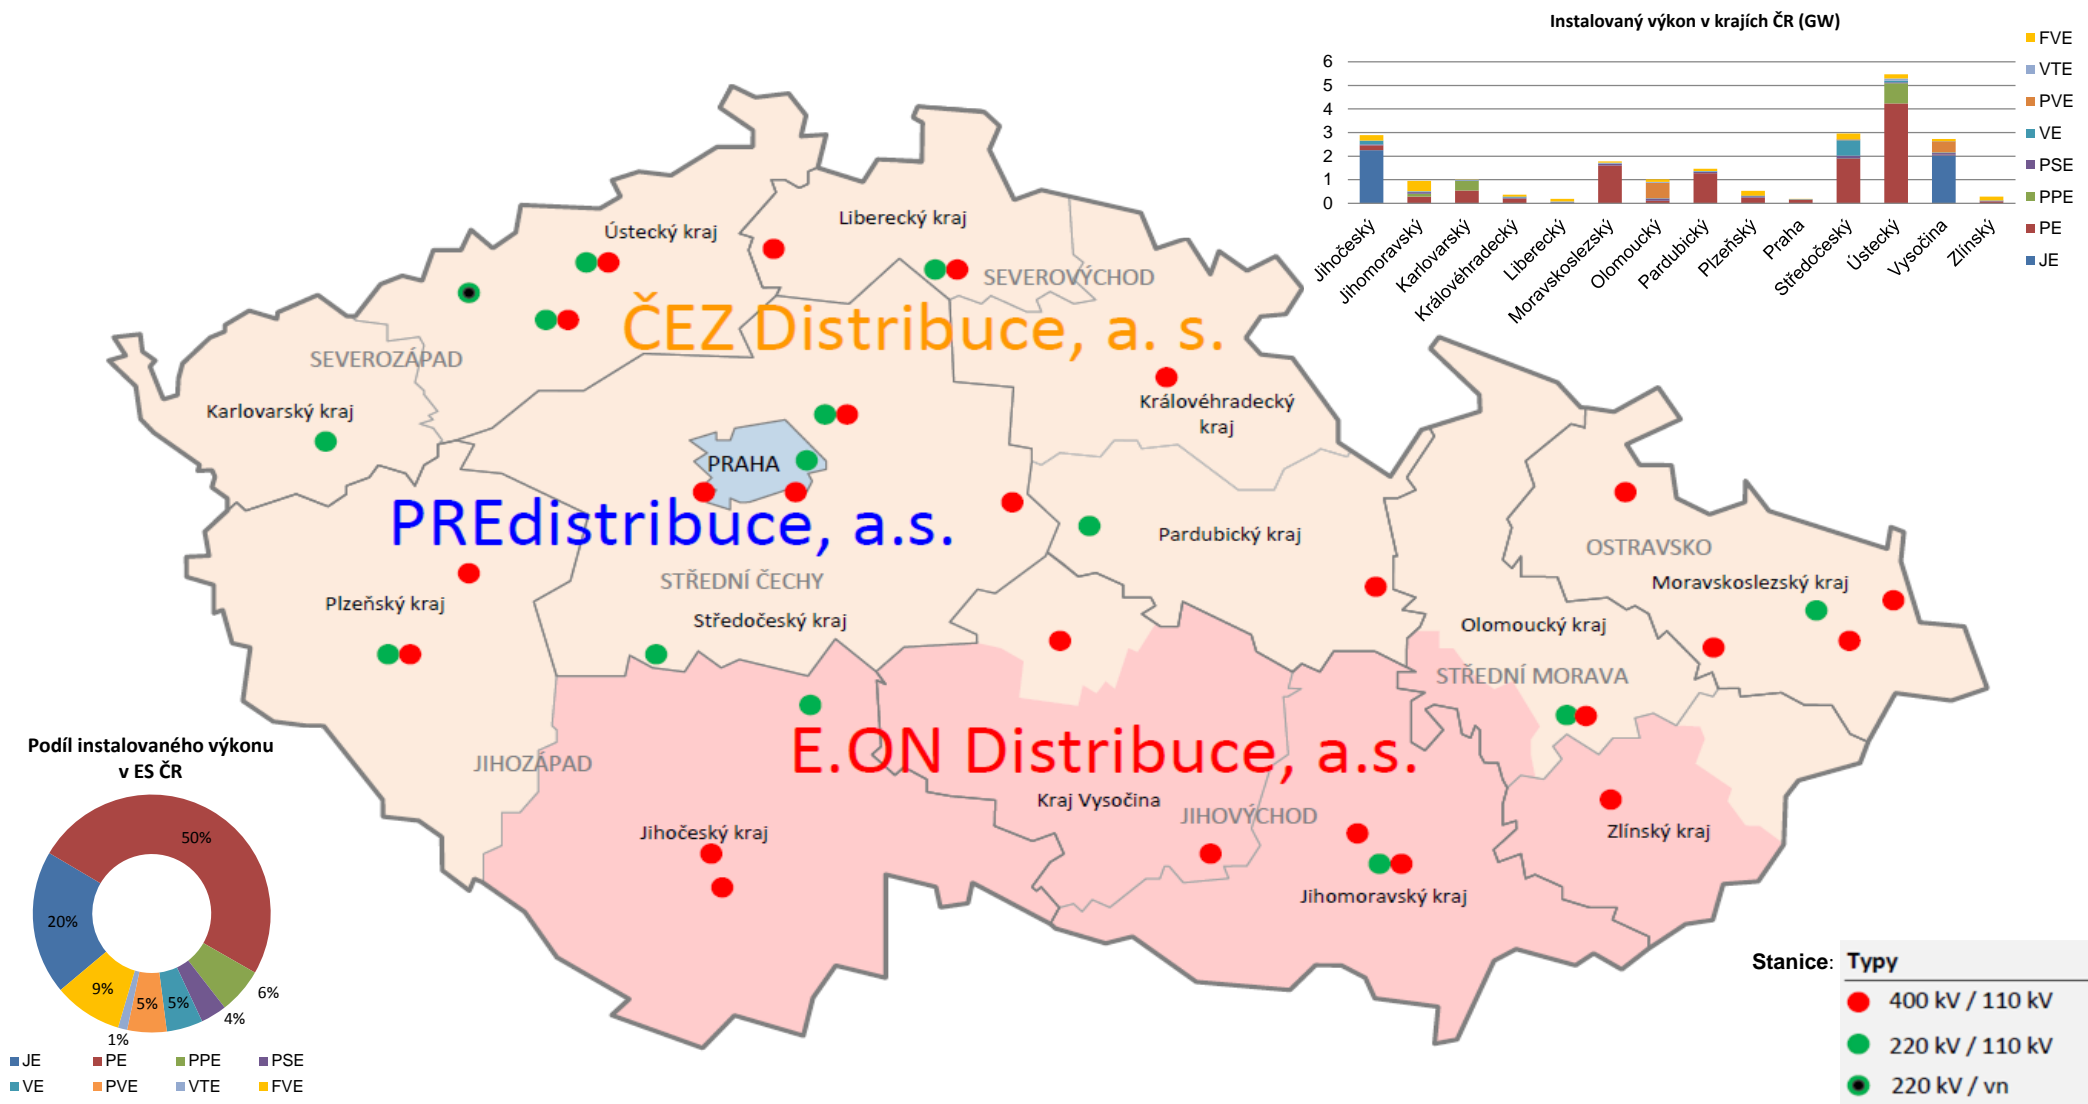 Instalovaný výkon v krajích ČR (GW)
6
5
4
3
2
1
0
Jihočeský
Jihomoravský
Karlovarský
Královéhradecký
Liberecký
Moravskoslezský
Olomoucký
Pardubický
Plzeňský
Praha
Středočeský
Ústecký
Vysočina
Zlínský
FVE
VTE
PVE
VE
PSE
PPE
PE
JE
Ústecký kraj
Liberecký kraj
SEVEROVÝCHOD
ČEZ Distribuce, a. s.
SEVEROZÁPAD
Karlovarský kraj
Královéhradecký
kraj
PRAHA
PREdistribuce, a.s.
Pardubický kraj
OSTRAVSKO
Moravskoslezský kraj
STŘEDNÍ ČECHY
Plzeňský kraj
Středočeský kraj
Olomoucký kraj
STŘEDNÍ MORAVA
E.ON Distribuce, a.s.
JIHOZÁPAD
Kraj Vysočina
JIHOVÝCHOD
Jihočeský kraj
Zlínský kraj
Jihomoravský kraj
Podíl instalovaného výkonu
v ES ČR
50%
20%
9%
1%
5%
5%
4%
6%
JE PE PPE PSE
VE PVE VTE FVE
Stanice: Typy
400 kV / 110 kV
220 kV / 110 kV
220 kV / vn